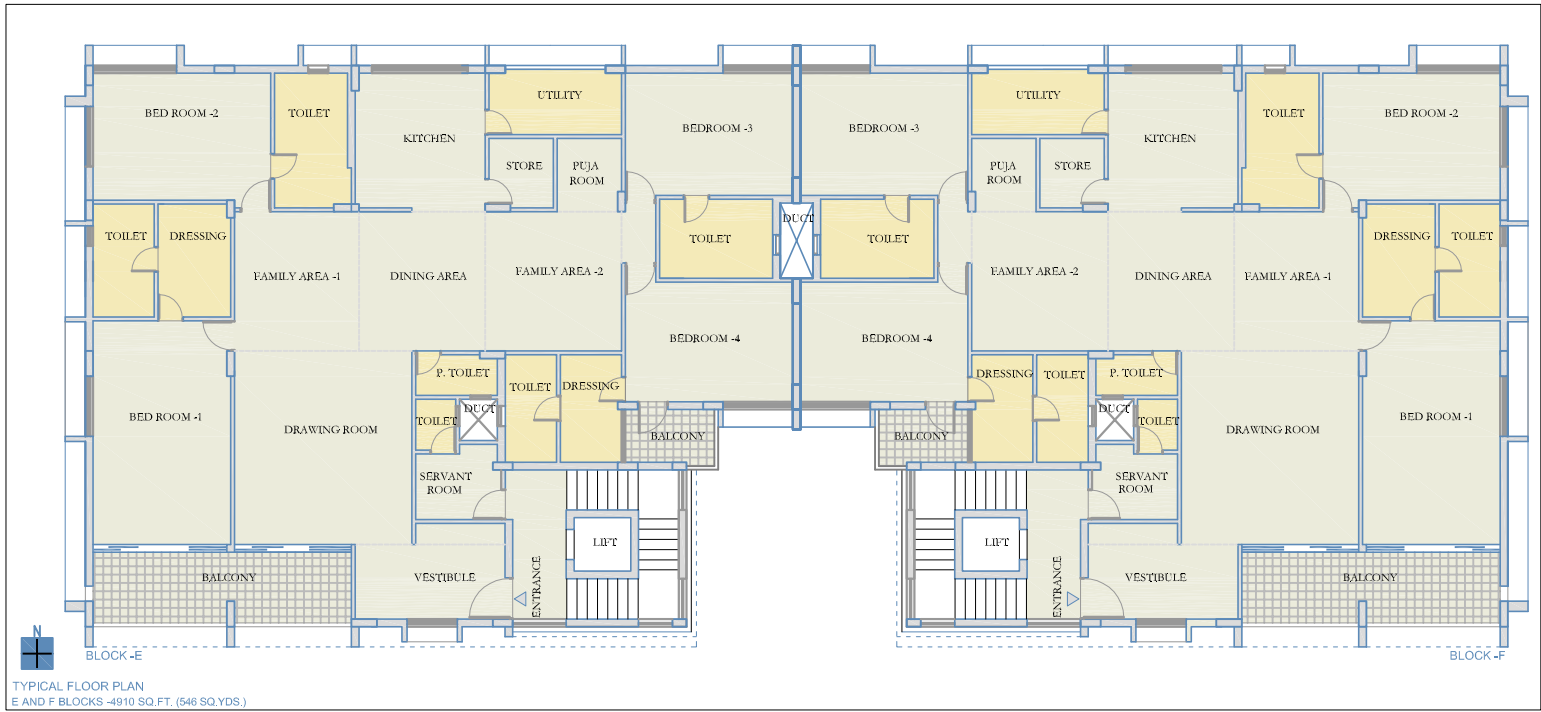 UTILITY
UTILITY
BED ROOM -2
TOILET
KITCHEN
BEDROOM -3
BEDROOM -3
KITCHEN
TOILET
BED ROOM -2
STORE
PUJA
ROOM
PUJA
ROOM
STORE
DUCT
TOILET
DRESSING
TOILET
TOILET
DRESSING
TOILET
FAMILY AREA -1
DINING AREA
FAMILY AREA -2
FAMILY AREA -2
DINING AREA
FAMILY AREA -1
BEDROOM -4
BEDROOM -4
P. TOILET
TOILET
DRESSING
DRESSING
TOILET
P. TOILET
BED ROOM -1
DRAWING ROOM
TOILET
DUCT
BALCONY
BALCONY
DUCT
TOILET
DRAWING ROOM
BED ROOM -1
SERVANT
ROOM
SERVANT
ROOM
LIFT
LIFT
BALCONY
VESTIBULE
ENTRANCE
ENTRANCE
VESTIBULE
BALCONY
N
BLOCK -E
BLOCK -F
TYPICAL FLOOR PLAN
E AND F BLOCKS -4910 SQ.FT. (546 SQ.YDS.)